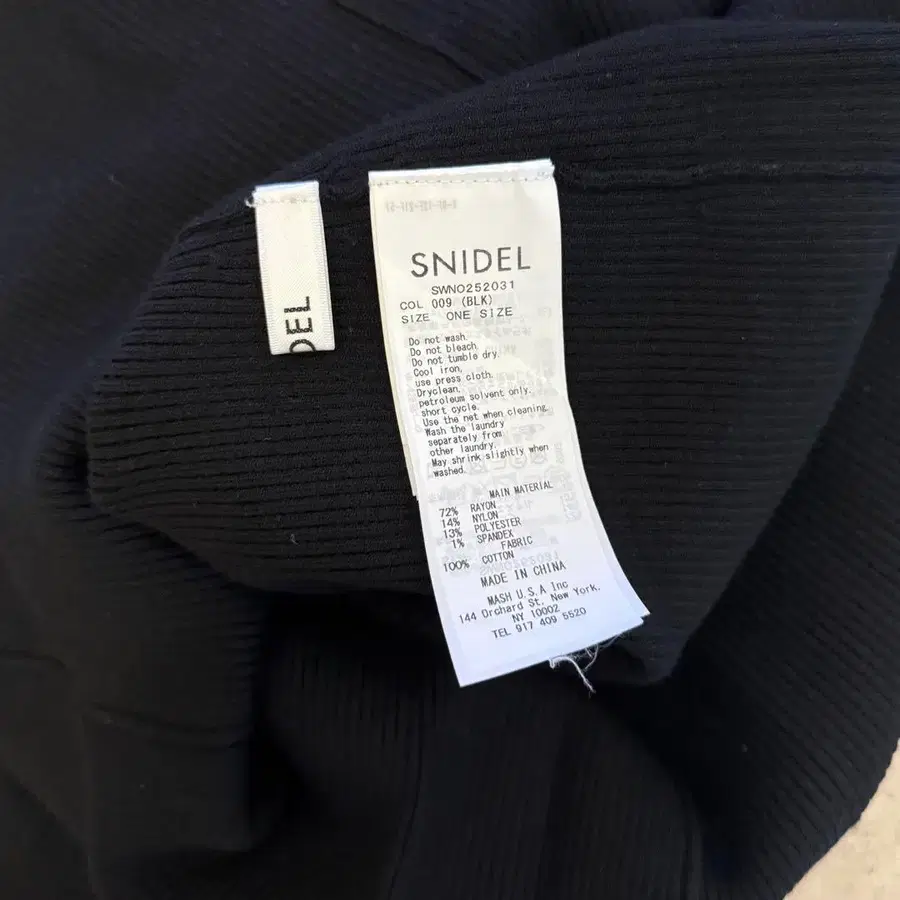 DEL
SNIDEL
SWNO252031
COL 009 (BLK)
SIZE ONE SIZE
Do not wash.
Do not bleach.
Do not tumble dry.
Cool iron,
use press cloth.
Dryclean,
petroleum solvent only.
short cycle.
Use the net when cleaning.
Wash the laundry
separately from
other laundry.
May shrink slightly when
washed.
MAIN MATERIAL
72% RAYON
14% NYLON
13% POLYESTER
1% SPANDEX
FABRIC
100% COTTON
MADE IN CHINA
MASH U.S.A Inc
144 Orchard St, New York,
NY 10002
TEL 917 409 5520